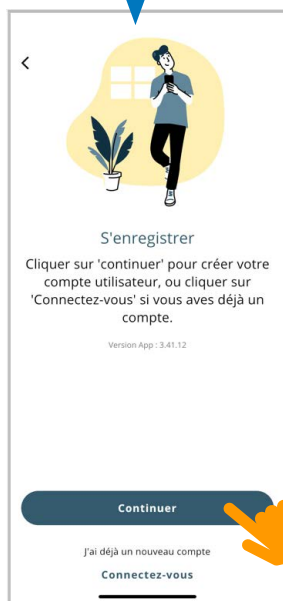 S'enregistrer
Cliquer sur 'continuer' pour créer votre
compte utilisateur, ou cliquer sur
'Connectez-vous' si vous aves déjà un
compte.
Version App : 3.41.12
Continuer
J'ai déjà un nouveau compte
Connectez-vous